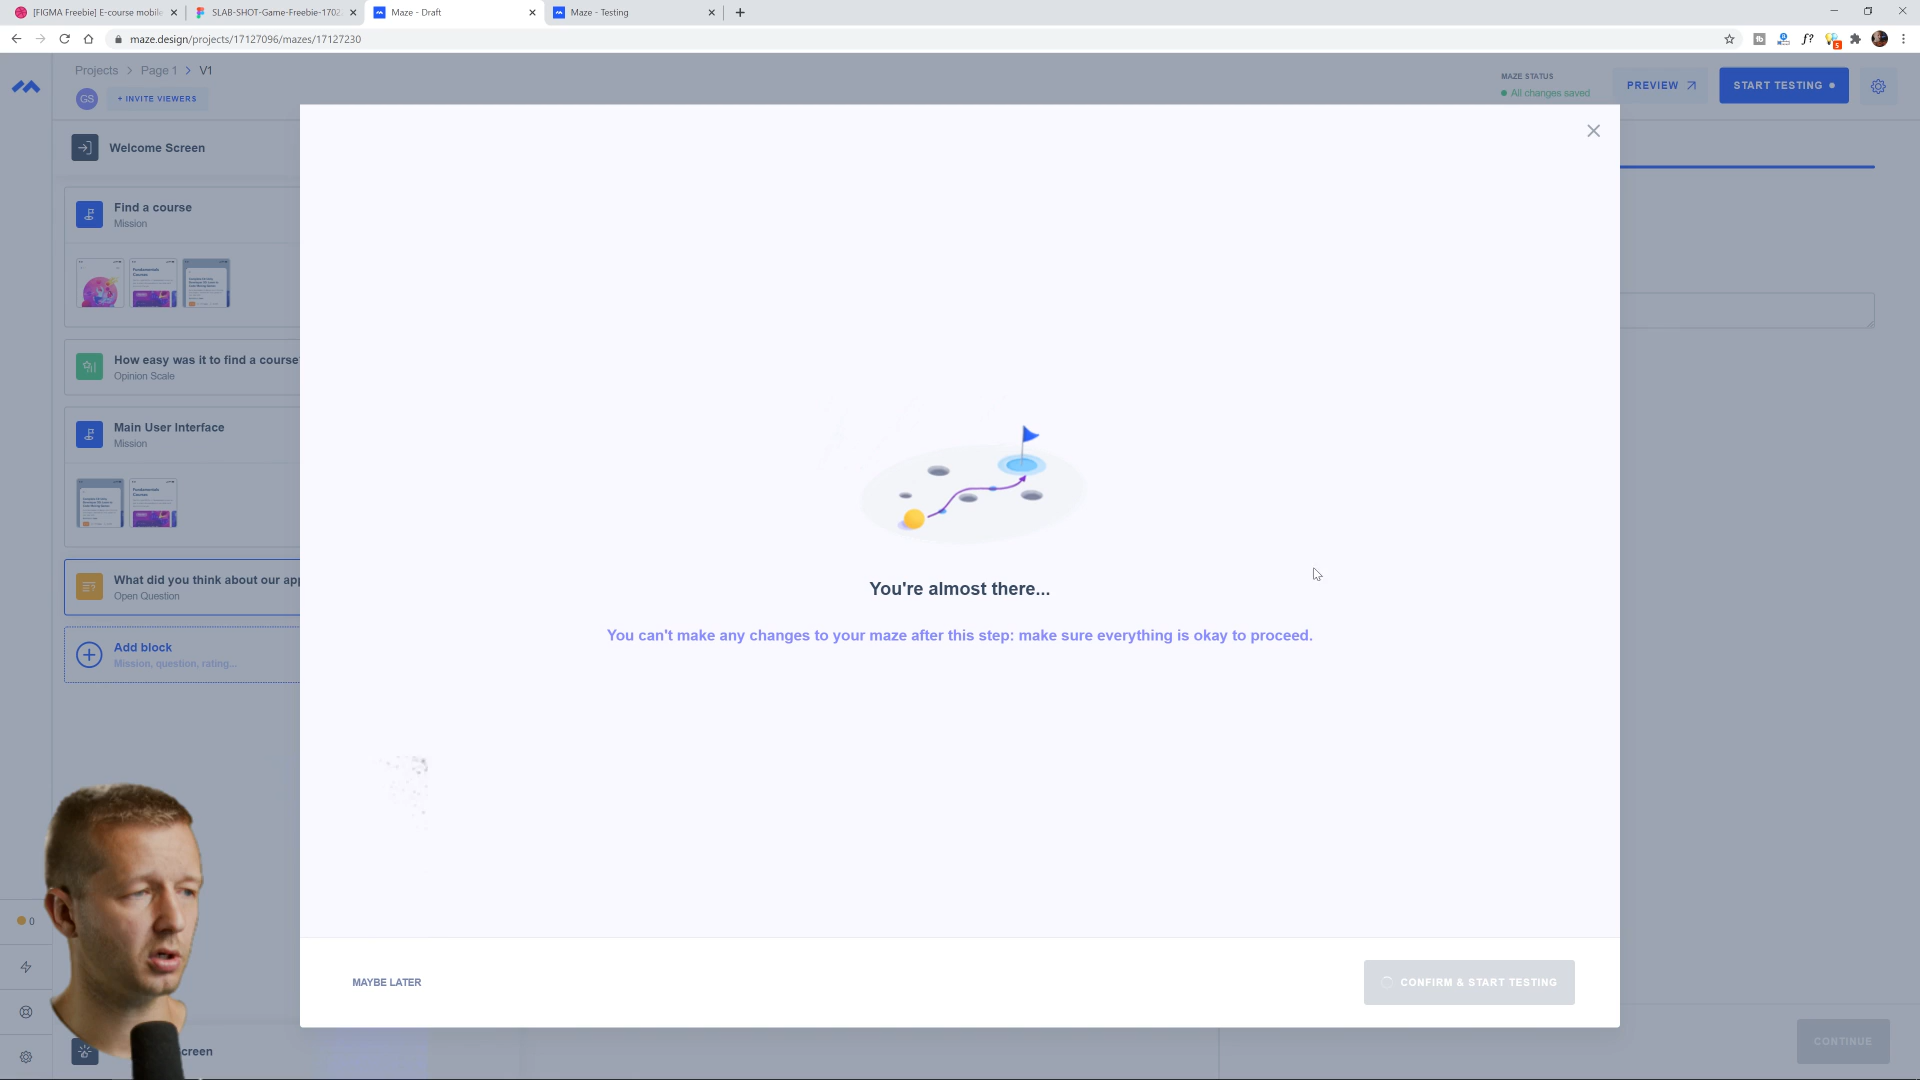 [FIGMA Freebie] E-course mobile
SLAB-SHOT-Game-Freebie-1702
Maze - Draft
Maze - Testing
maze.design/projects/17127096/mazes/17127230
f?
5
Projects > Page 1 > V1
GS
+ INVITE VIEWERS
MAZE STATUS
All changes saved
PREVIEW
START TESTING
Welcome Screen
Find a course
Mission
Fundamentals
Courses
How easy was it to find a course
Opinion Scale
Main User Interface
Mission
Fundamentals
Courses
What did you think about our app
Open Question
Add block
Mission, question, rating...
You're almost there...
You can't make any changes to your maze after this step: make sure everything is okay to proceed.
0
MAYBE LATER
CONFIRM & START TESTING
creen
CONTINUE